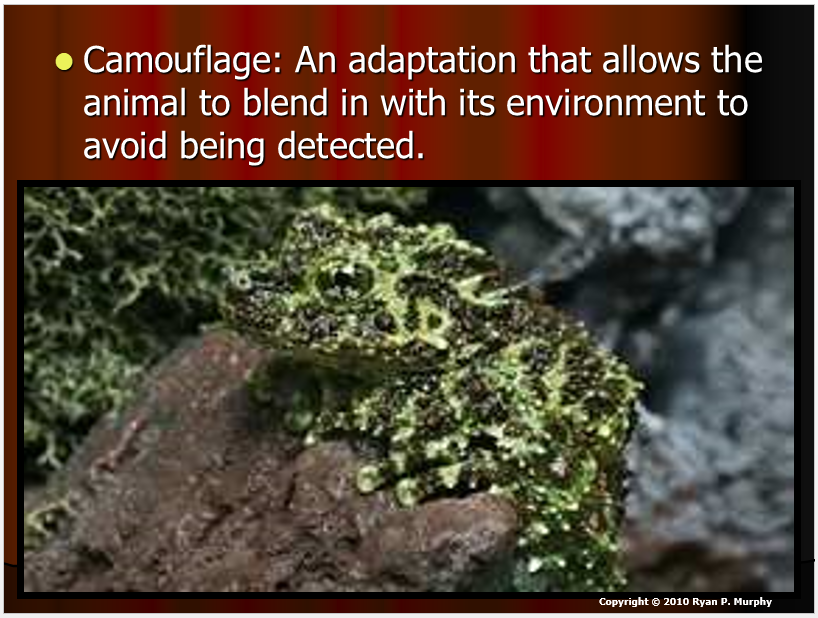 Camouflage: An adaptation that allows the
animal to blend in with its environment to
avoid being detected.
Copyright © 2010 Ryan P. Murphy